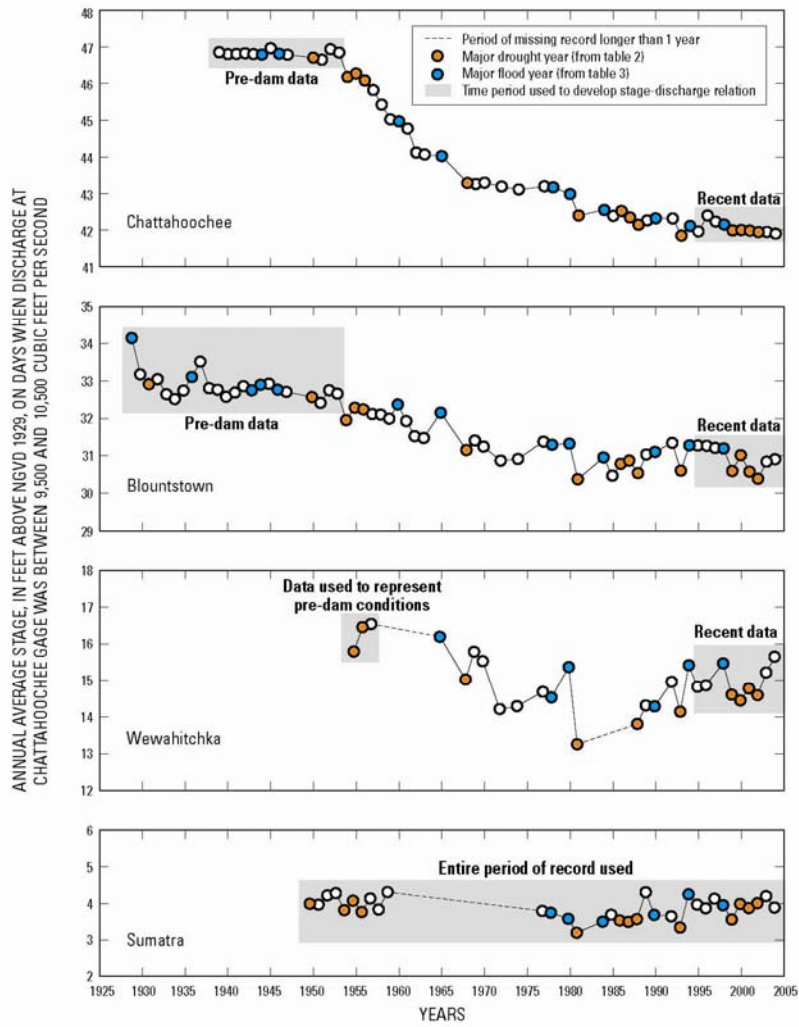 ANNUAL AVERAGE STAGE, IN FEET ABOVE NGVD 1929, ON DAYS WHEN DISCHARGE AT
CHATTAHOOCHEE GAGE WAS BETWEEN 9,500 AND 10,500 CUBIC FEET PER SECOND
48
47
46
45
44
43
42
41
Pre-dam data
Period of missing record longer than 1 year
Major drought year (from table 2)
Major flood year (from table 3)
Time period used to develop stage-discharge relation
Recent data
Chattahoochee
35
34
33
32
31
30
29
Pre-dam data
Recent data
Blountstown
18
17
16
15
14
13
12
Data used to represent
pre-dam conditions
Recent data
Wewahitchka
6
5
4
3
2
Entire period of record used
Sumatra
1925 1930 1935 1940 1945 1950 1955 1960 1965 1970 1975 1980 1985 1990 1995 2000 2005
YEARS